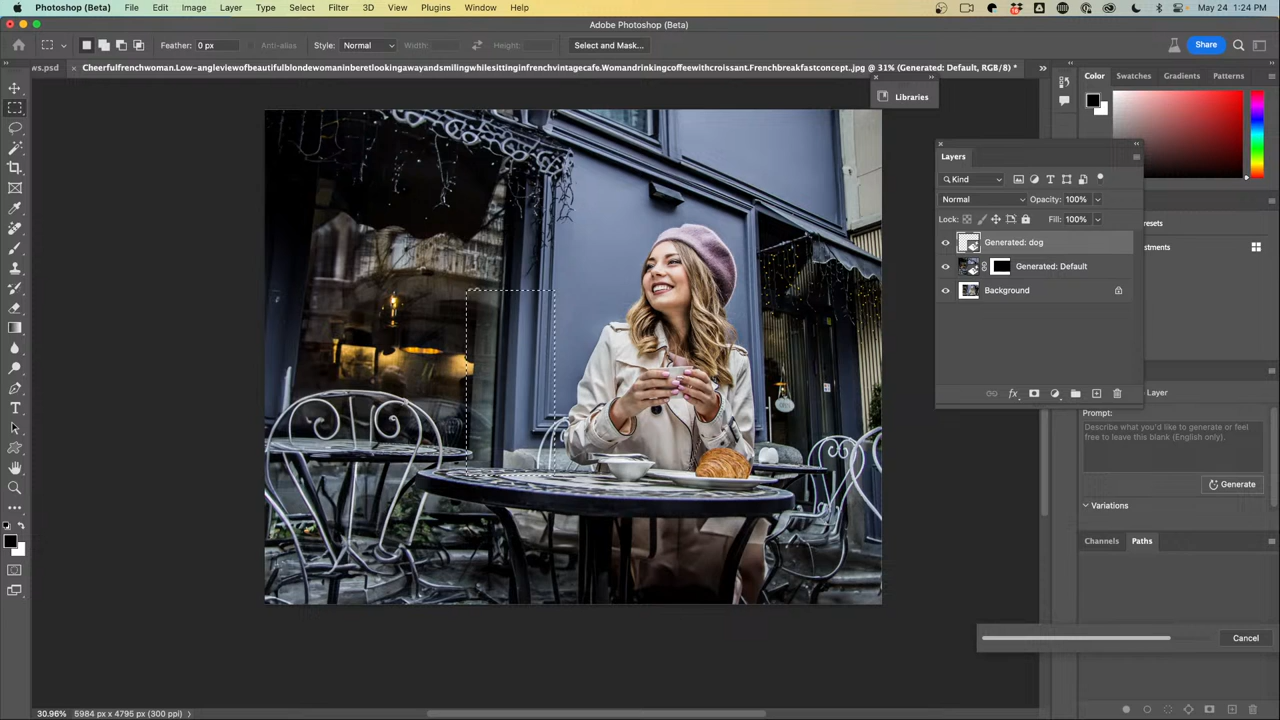 Photoshop (Beta) File Edit Image Layer Type Select Filter 3D View Plugins Window Help May 24 1:24 PM
Adobe Photoshop (Beta)
Feather: 0 px Anti-alias Style: Normal Width: Height: Select and Mask... Share
ws.psd × Cheerfulfrenchwoman.Low-angleviewofbeautifulblondewomaninberetlookingawayandsmilingwhilesittinginfrenchvintagecafe.Womandrinkingcoffeewithcroissant.Frenchbreakfastconcept..jpg @ 31% (Generated: Default, RGB/8) *
Color Swatches Gradients Patterns
Libraries
Layers
Kind
Normal Opacity: 100%
Lock: Fill: 100%
resets
Generated: dog
stments
Generated: Default
Background
Layer
Prompt:
Describe what you'd like to generate or feel
free to leave this blank (English only).
Generate
Variations
Channels Paths
Cancel
30.96% 5984 px x 4795 px (300 ppi)